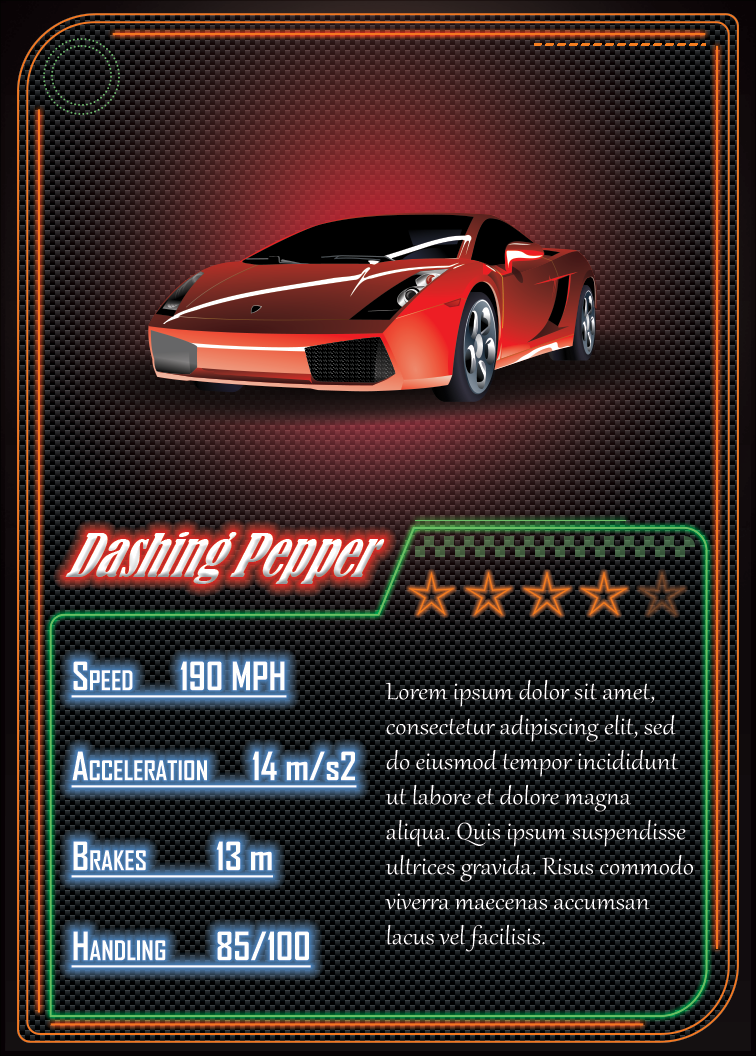 Dashing Pepper
Speed 190 MPH
Acceleration 14 m/s2
Brakes 13 m
Handling 85/100
Lorem ipsum dolor sit amet,
consectetur adipiscing elit, sed
do eiusmod tempor incididunt
ut labore et dolore magna
aliqua. Quis ipsum suspendisse
ultrices gravida. Risus commodo
viverra maecenas accumsan
lacus vel facilisis.